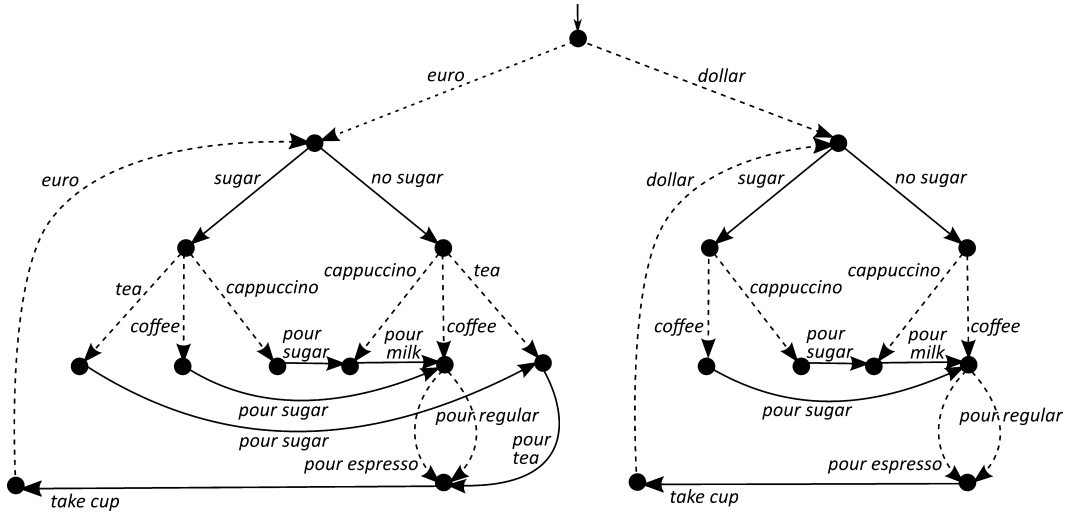 euro
dollar
euro
sugar
no sugar
dollar
sugar
no sugar
tea
coffee
cappuccino
cappuccino
tea
coffee
pour
sugar
pour
milk
coffee
cappuccino
cappuccino
coffee
pour
sugar
pour
milk
pour sugar
pour sugar
pour regular
pour espresso
pour
tea
take cup
pour sugar
pour regular
pour espresso
take cup